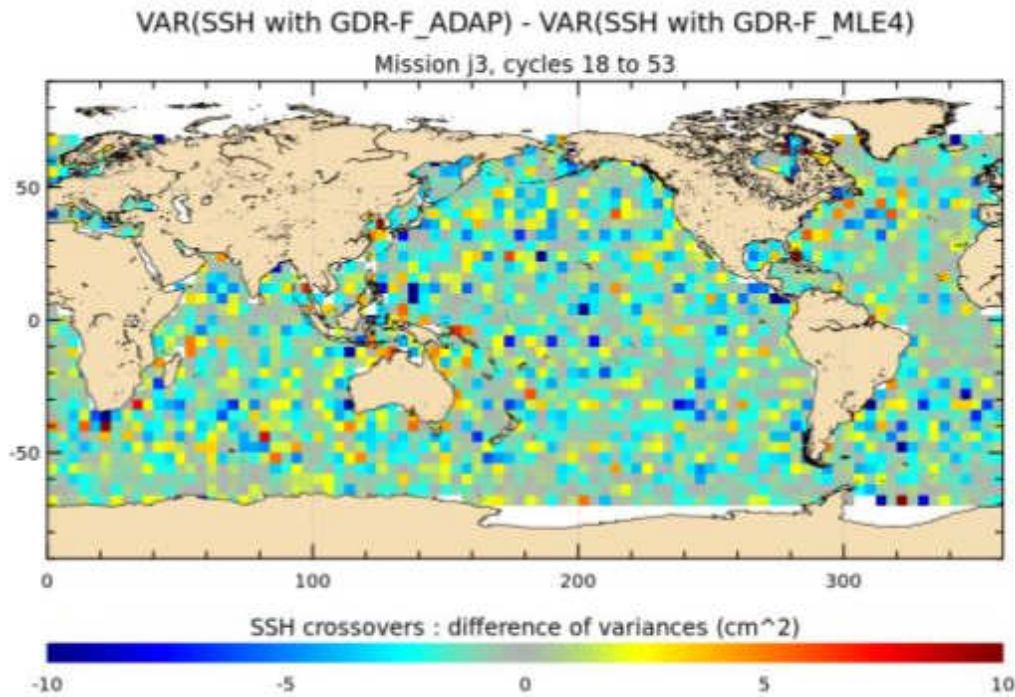 VAR(SSH with GDR-F_ADAP) - VAR(SSH with GDR-F_MLE4)
Mission j3, cycles 18 to 53
50
0
-50
0 100 200 300
SSH crossovers : difference of variances (cm^2)
-10 -5 0 5 10